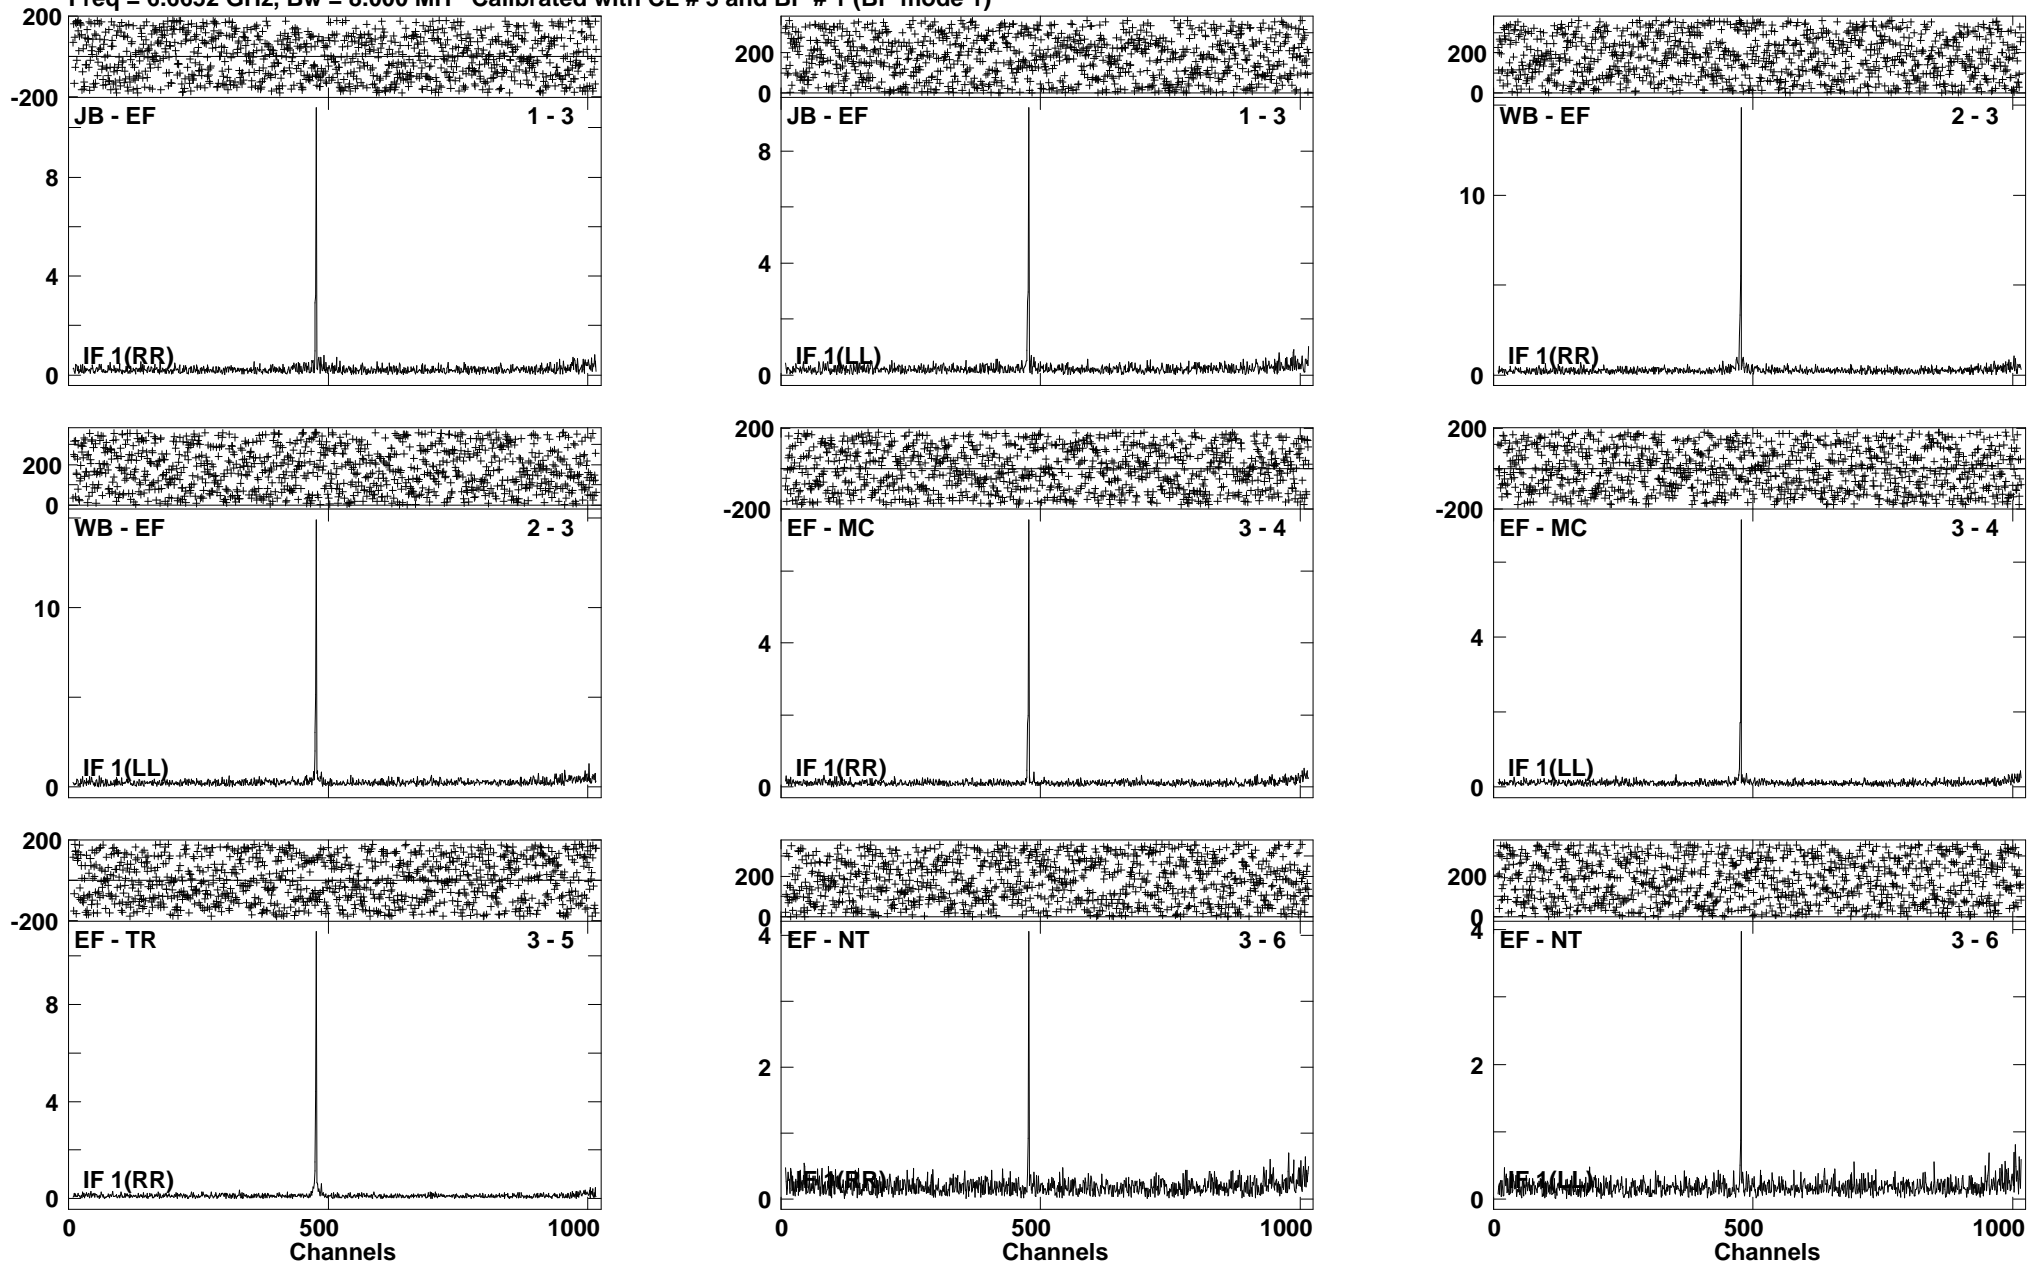 Calibrated with CL # 3 and BP # 1 (BP mode 1)
200
-200
JB - EF 1 - 3
8
4
IF 1(RR)
0
200
0
JB - EF 1 - 3
8
4
IF 1(LL)
0
200
0
WB - EF 2 - 3
10
IF 1(RR)
0
200
0
WB - EF 2 - 3
10
IF 1(LL)
0
200
-200
EF - MC 3 - 4
4
IF 1(RR)
0
200
-200
EF - MC 3 - 4
4
IF 1(LL)
0
200
-200
EF - TR 3 - 5
8
4
IF 1(RR)
0
0 500 1000
Channels
200
0
4
EF - NT 3 - 6
2
IF 1(RR)
0
0 500 1000
Channels
200
0
4
EF - NT 3 - 6
2
IF 1(LL)
0
0 500 1000
Channels